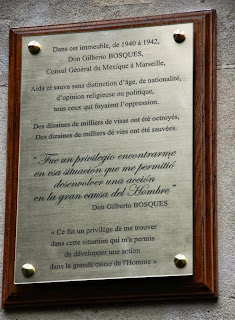 Dans cet immeuble, de 1940 à 1942,
Don Gilberto BOSQUES,
Consul Général du Mexique à Marseille,
Aida et sauva sans distinction d'âge, de nationalité,
d'opinion religieuse ou politique,
tous ceux qui fuyaient l'oppression.
Des dizaines de milliers de visas ont été octroyés,
Des dizaines de milliers de vies ont été sauvées.
"Fue un privilegio encontrarme
en esa situación que me permitió
desenvolver una acción
en la gran causa del Hombre"
Don Gilberto BOSQUES
« Ce fut un privilège de me trouver
dans cette situation qui m'a permis
de développer une action
dans la grande cause de l'Homme »